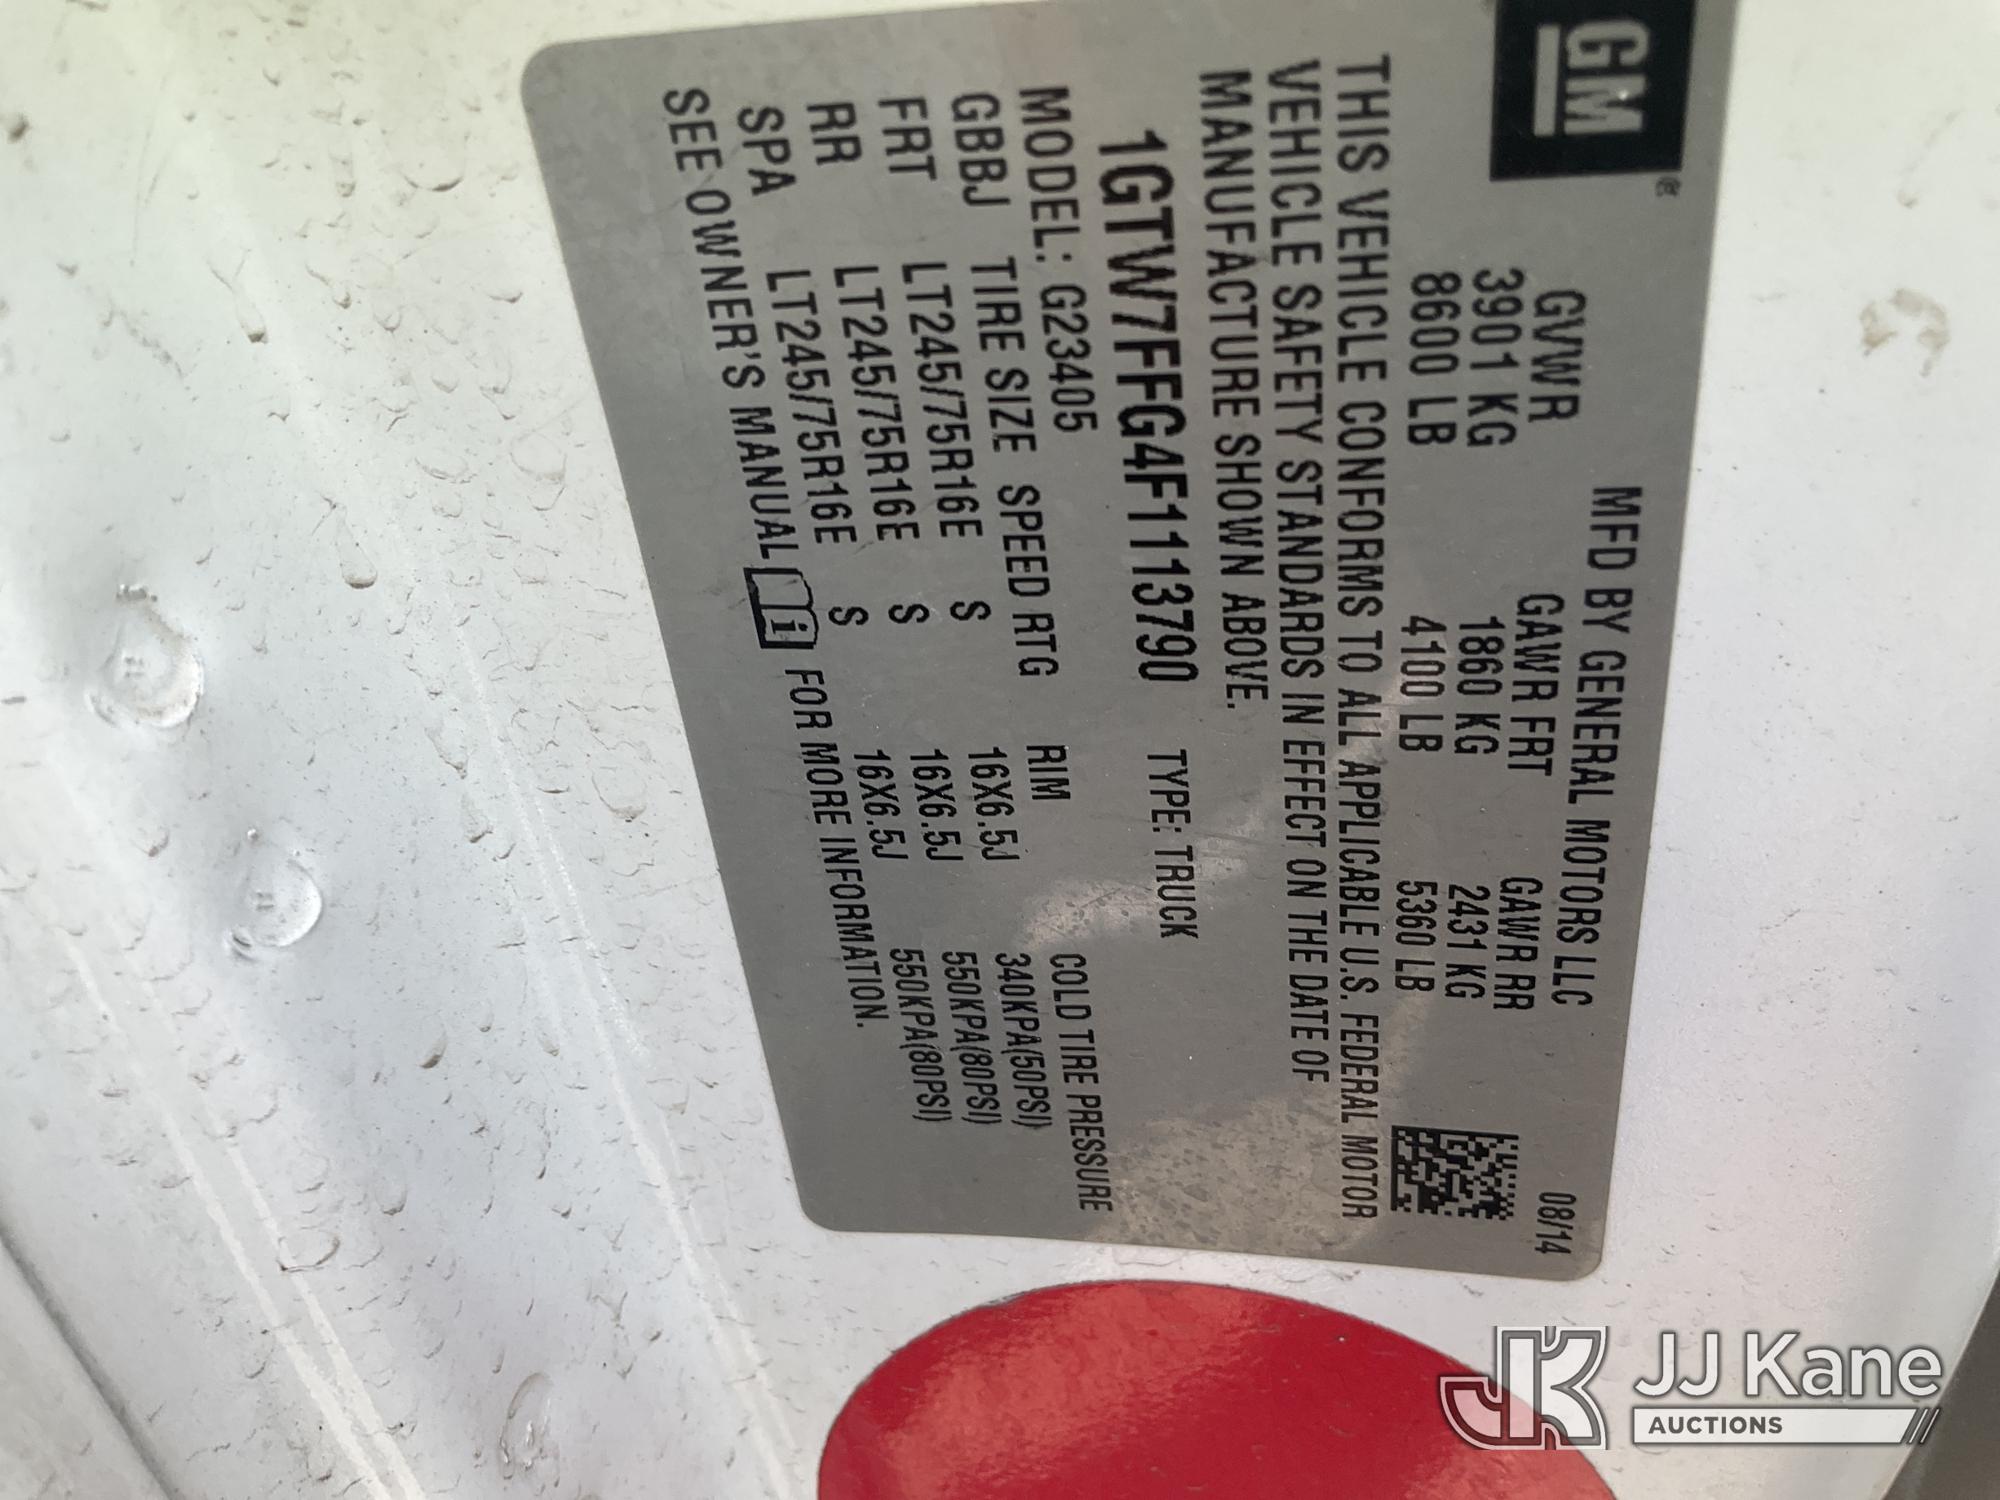 GM®
MFD BY GENERAL MOTORS LLC 08/14
GVWR GAWR FRT GAWR RR
3901 KG 1860 KG 2431 KG
8600 LB 4100 LB 5360 LB
THIS VEHICLE CONFORMS TO ALL APPLICABLE U.S. FEDERAL MOTOR
VEHICLE SAFETY STANDARDS IN EFFECT ON THE DATE OF
MANUFACTURE SHOWN ABOVE.
1GTW7FFG4F1113790 TYPE: TRUCK
MODEL: G23405
GBBJ TIRE SIZE SPEED RTG RIM COLD TIRE PRESSURE
FRT LT245/75R16E S 16X6.5J 340KPA(50PSI)
RR LT245/75R16E S 16X6.5J 550KPA(80PSI)
SPA LT245/75R16E S 16X6.5J 550KPA(80PSI)
SEE OWNER'S MANUAL i FOR MORE INFORMATION.
JK JJ Kane
AUCTIONS